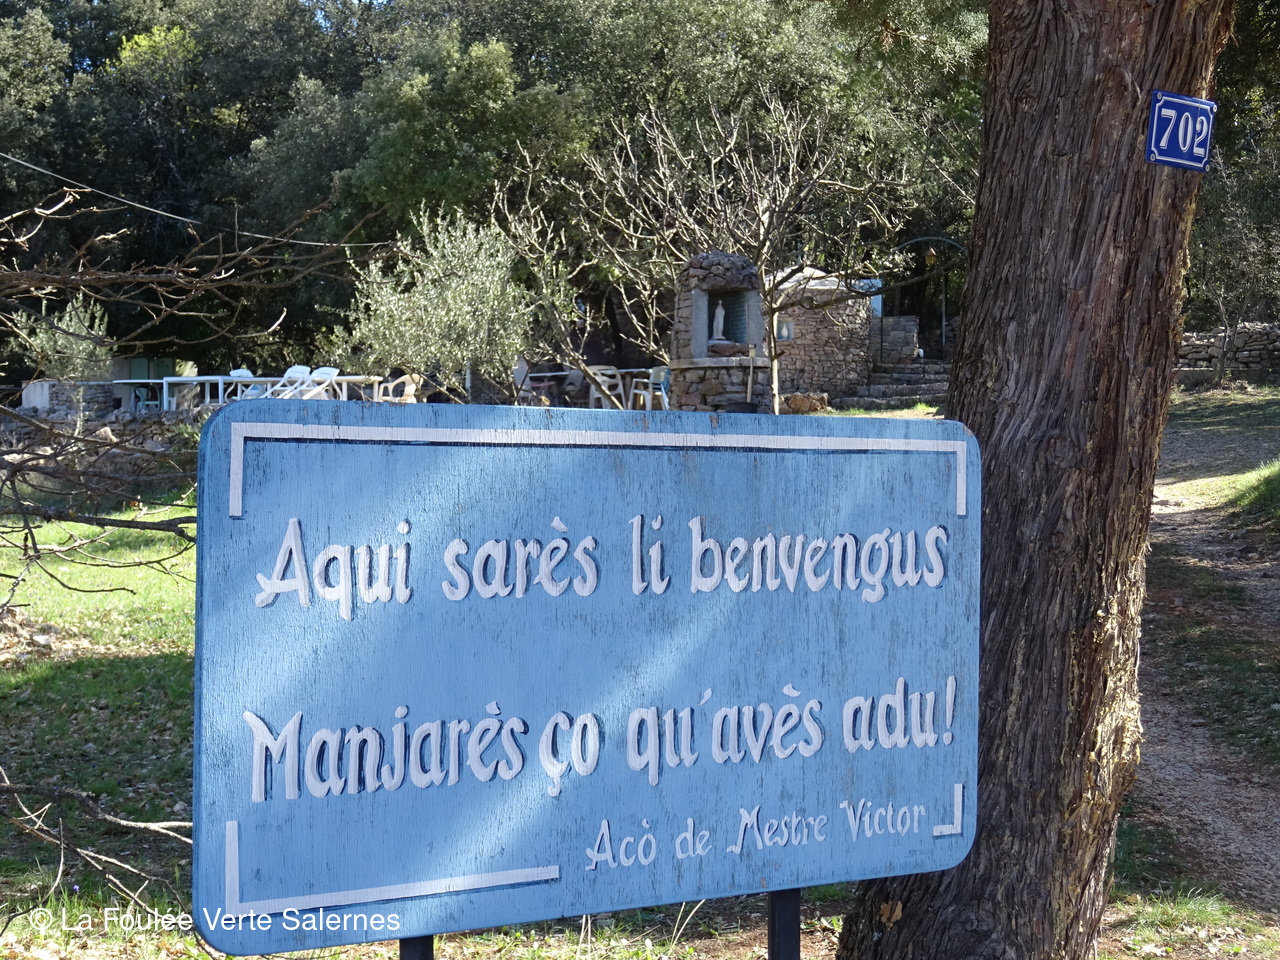 702
Aqui sarès li benvengus
Manjarès ço qu'avès adu!
Acò de Mestre Victor
© La Foulée Verte Salernes